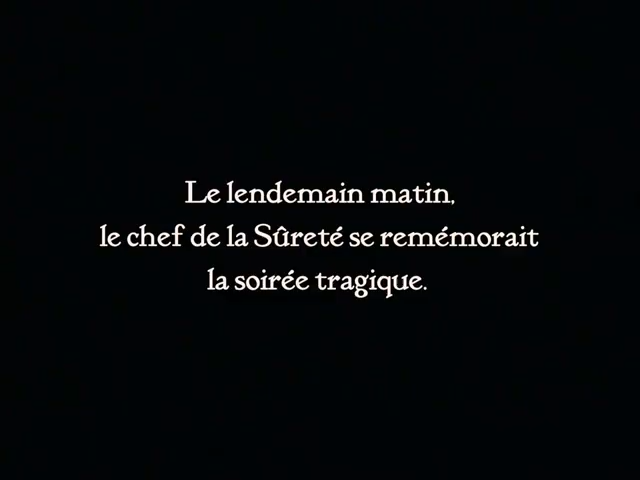 Le lendemain matin,
le chef de la Sûreté se remémorait
la soirée tragique.